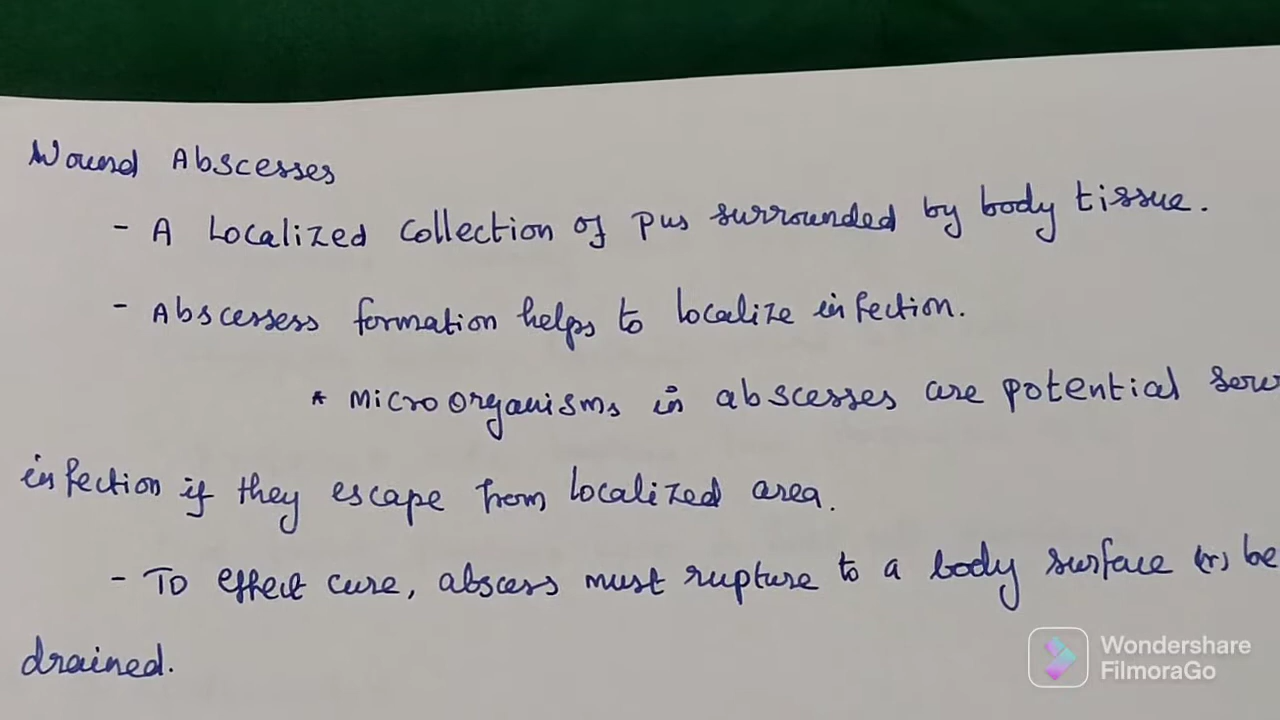 Wound Abscesses
- A Localized collection of pus surrounded by body tissue.
- Abscessess formation helps to localize infection.
* Microorganisms in abscesses are potential
infection if they escape from localized area.
- To effect cure, abscess must rupture to a body surface (r) be
drained.
Wondershare
FilmoraGo